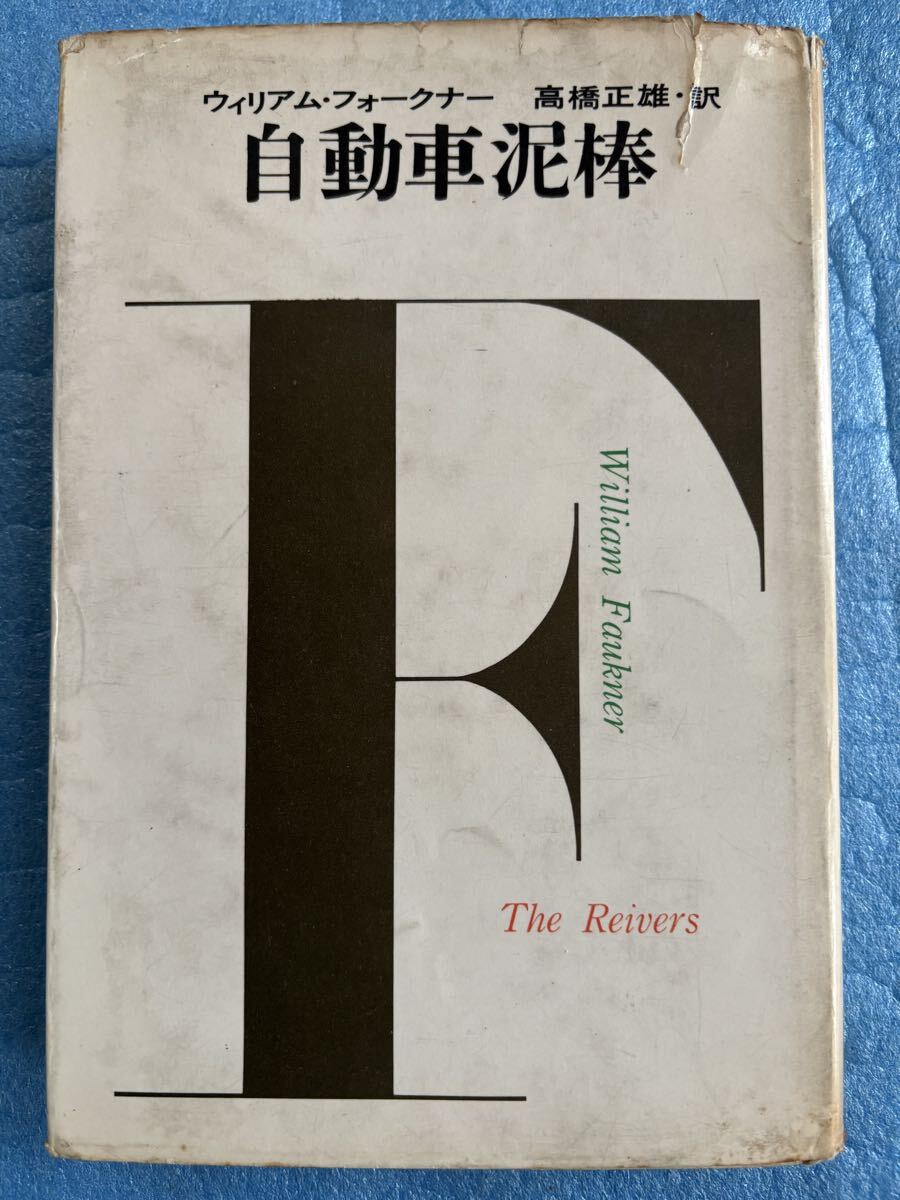 ウィリアム・フォークナー 高橋正雄・訳
自動車泥棒
F
William Faukner
The Reivers